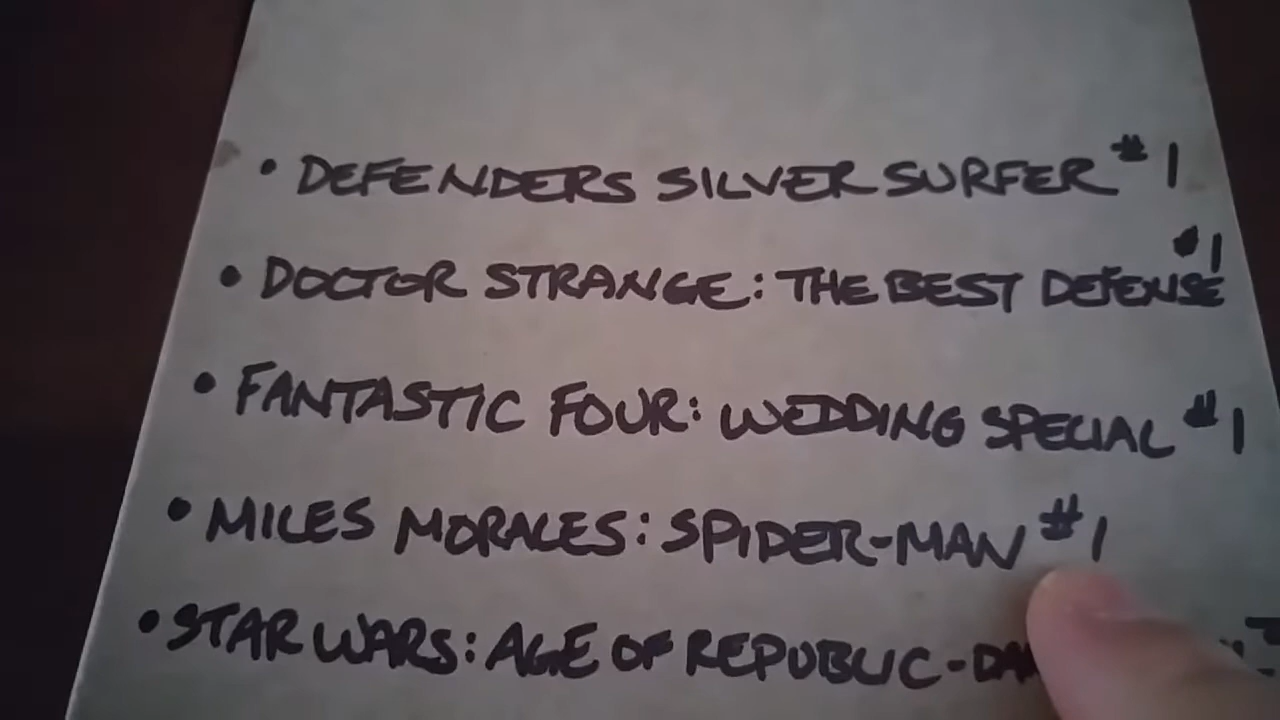 • DEFENDERS SILVER SURFER #1
• DOCTOR STRANGE: THE BEST DEFENSE #1
• FANTASTIC FOUR: WEDDING SPECIAL #1
• MILES MORALES: SPIDER-MAN #1
• STAR WARS: AGE OF REPUBLIC-